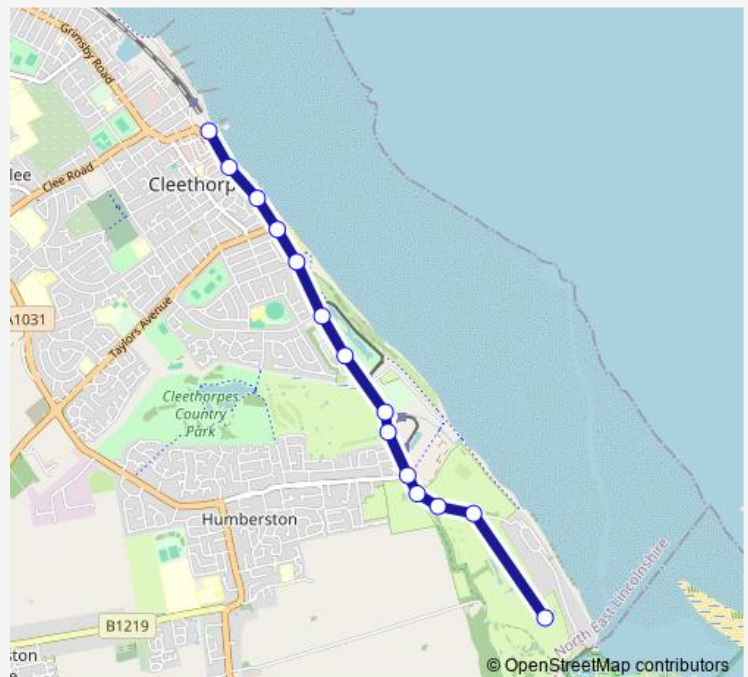 Grimsby Road
lee
Clee Road
Cleethorp
A1031
Taylors Avenue
Cleethorpes
Country
Park
Humberston
North East Lincolnshire
B1219
ston
e
© OpenStreetMap contributors